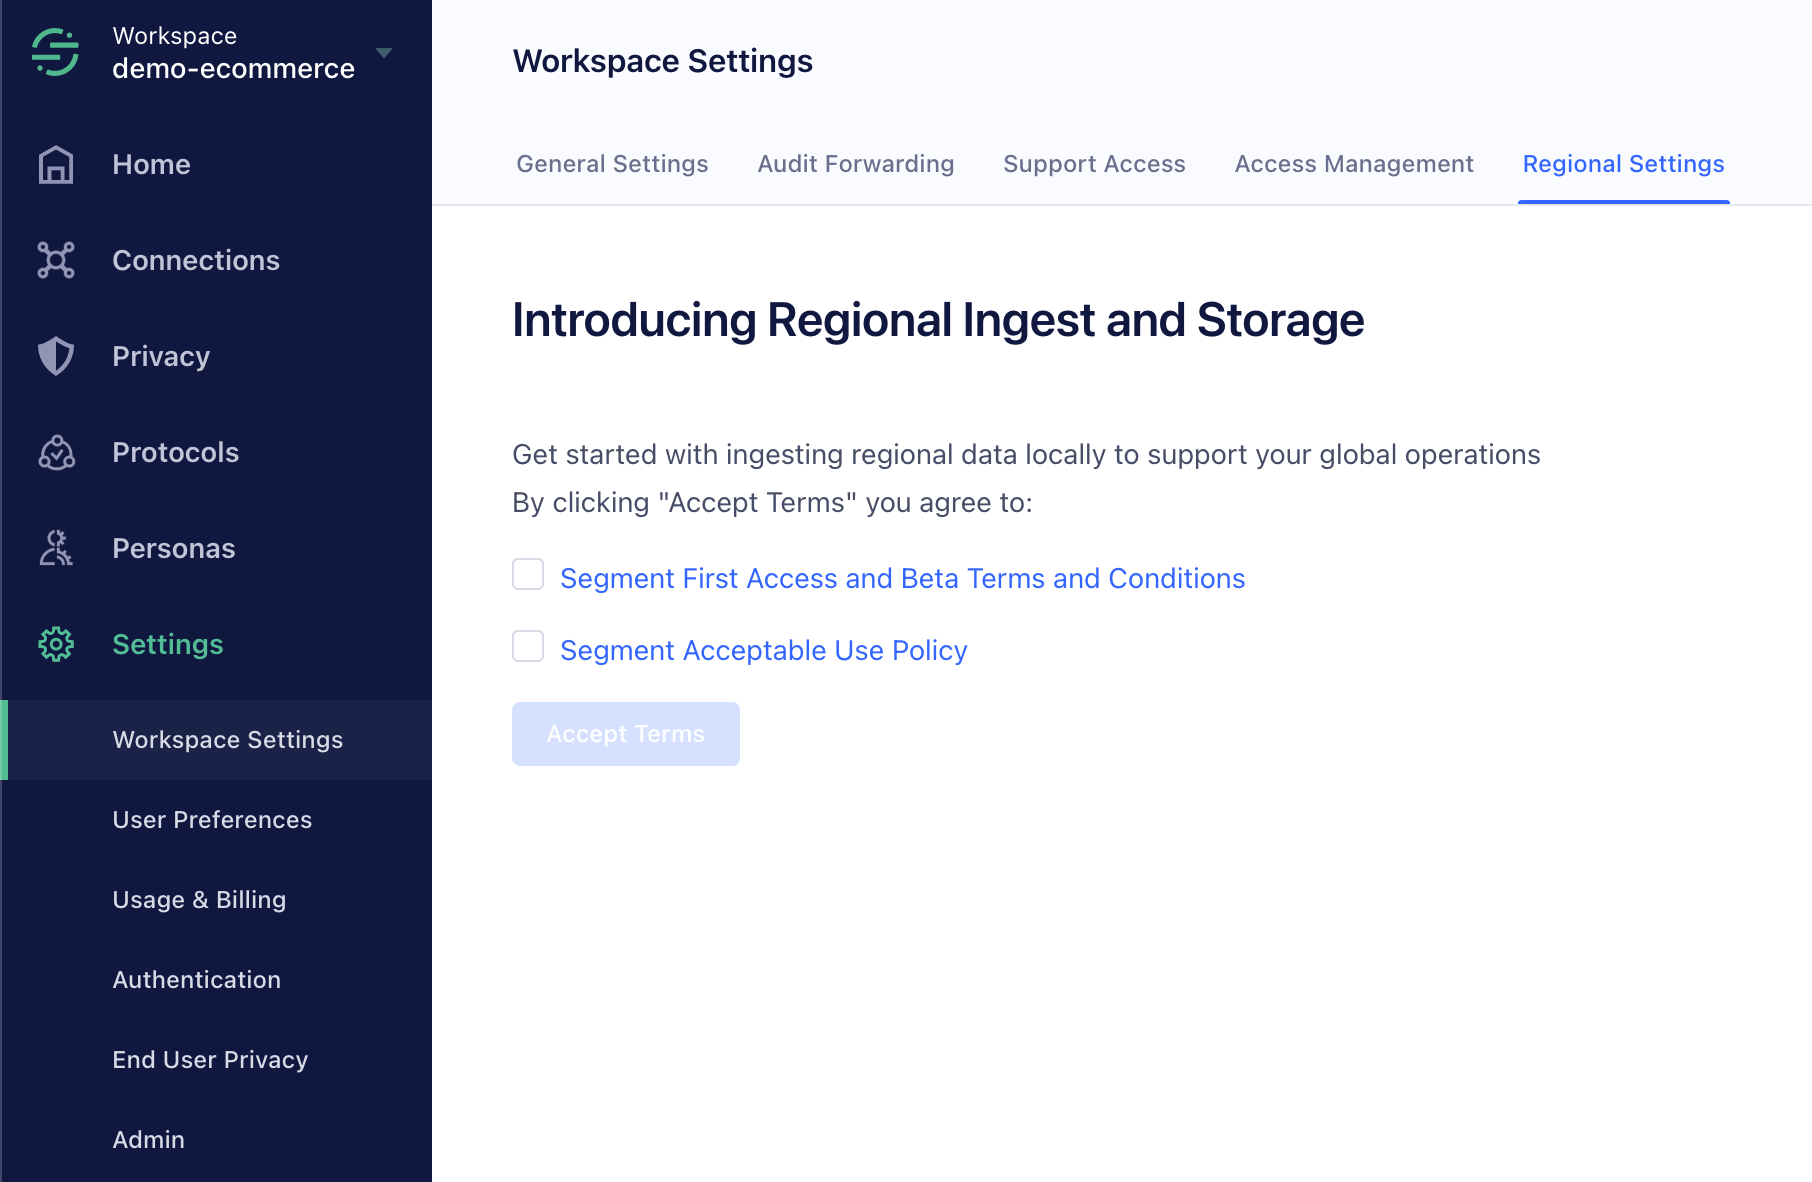 Workspace
demo-ecommerce
Home
Connections
Privacy
Protocols
Personas
Settings
Workspace Settings
User Preferences
Usage & Billing
Authentication
End User Privacy
Admin
Workspace Settings
General Settings
Audit Forwarding
Support Access
Access Management
Regional Settings
Introducing Regional Ingest and Storage
Get started with ingesting regional data locally to support your global operations
By clicking "Accept Terms" you agree to:
Segment First Access and Beta Terms and Conditions
Segment Acceptable Use Policy
Accept Terms